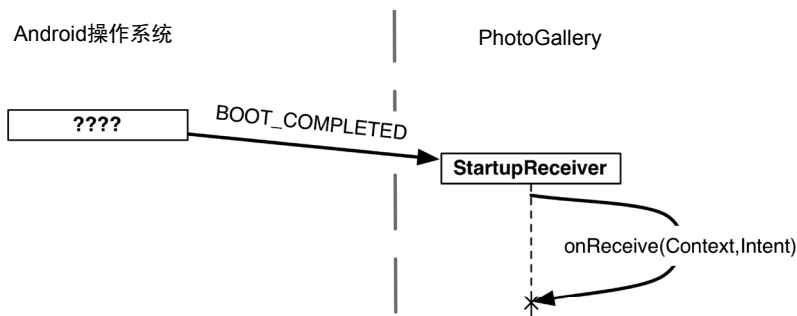 Android操作系统
PhotoGallery
????
BOOT_COMPLETED
StartupReceiver
onReceive(Context,Intent)